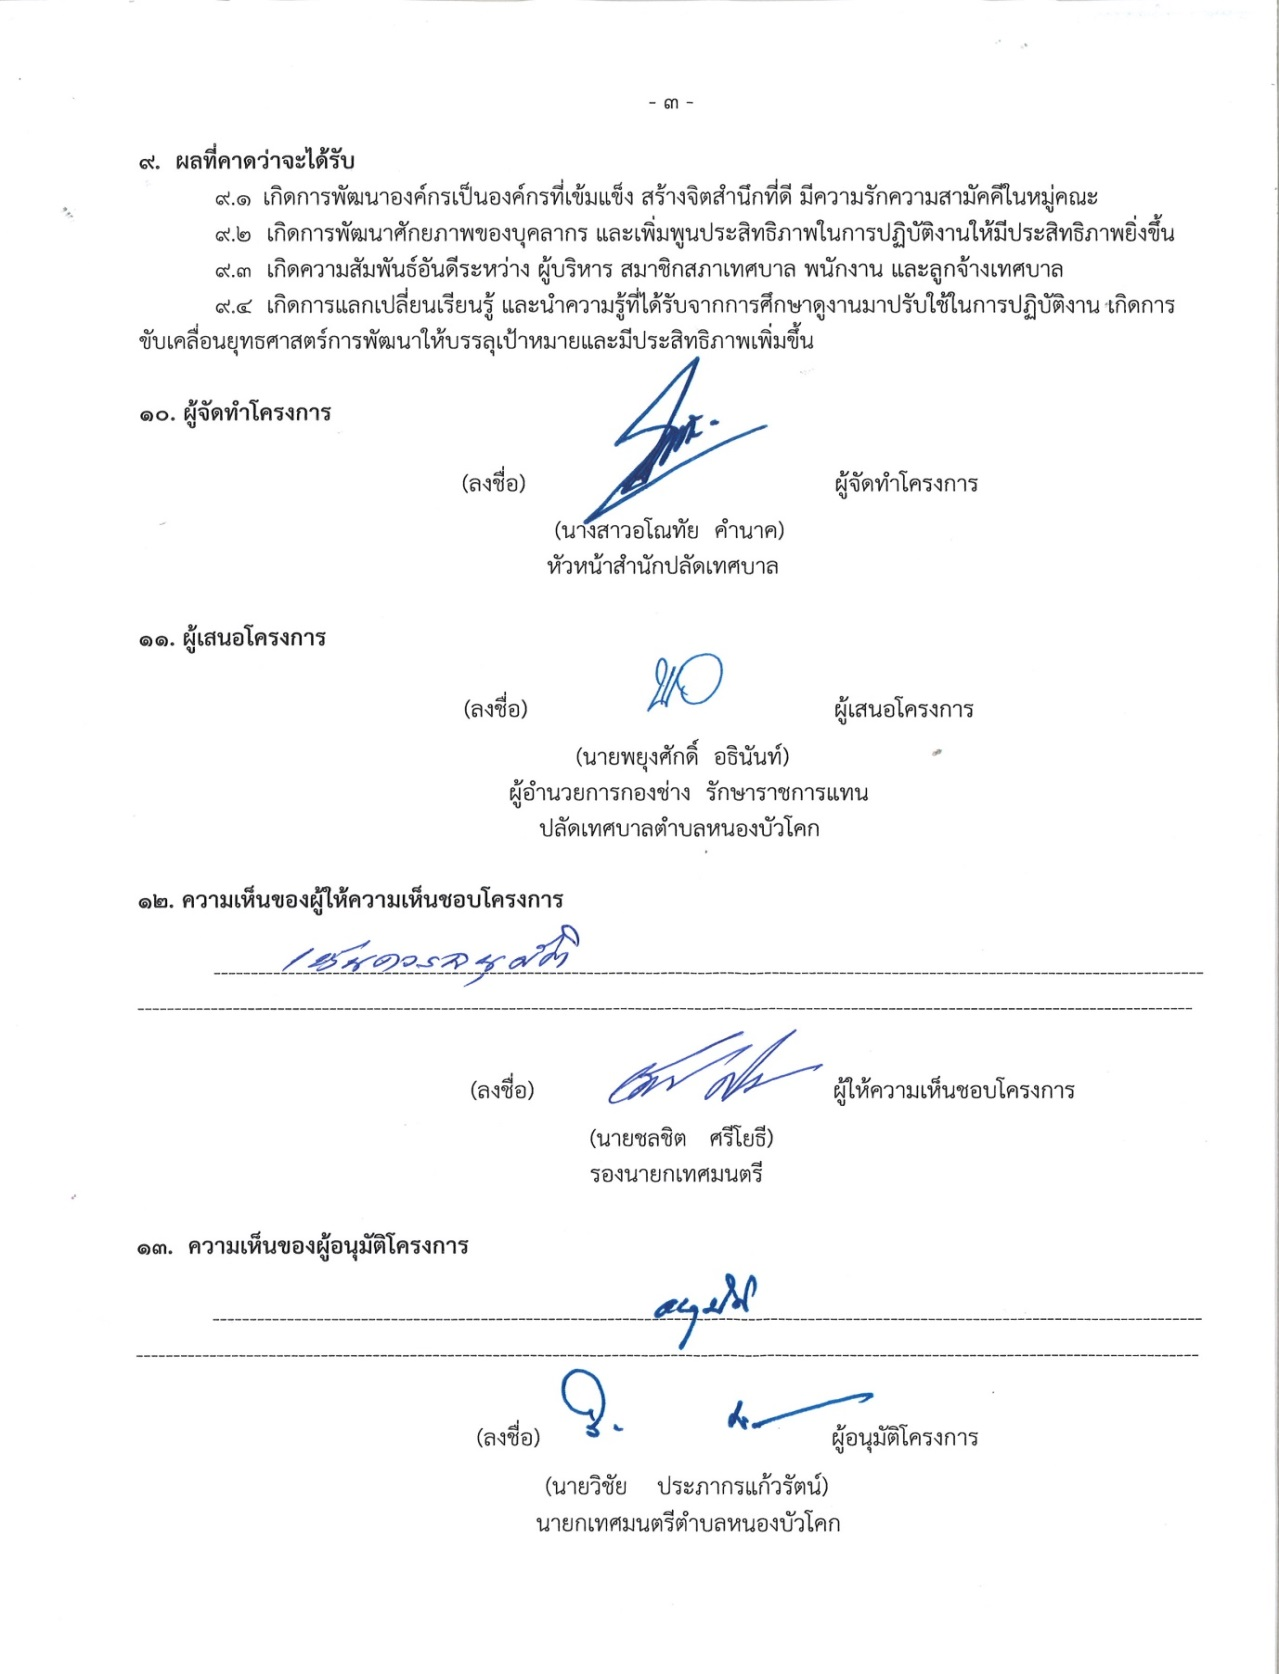 - ๓ -
๙. ผลที่คาดว่าจะได้รับ
๙.๑ เกิดการพัฒนาองค์กรเป็นองค์กรที่เข้มแข็ง สร้างจิตสำนึกที่ดี มีความรักความสามัคคีในหมู่คณะ
๙.๒ เกิดการพัฒนาศักยภาพของบุคลากร และเพิ่มพูนประสิทธิภาพในการปฏิบัติงานให้มีประสิทธิภาพยิ่งขึ้น
๙.๓ เกิดความสัมพันธ์อันดีระหว่าง ผู้บริหาร สมาชิกสภาเทศบาล พนักงาน และลูกจ้างเทศบาล
๙.๔ เกิดการแลกเปลี่ยนเรียนรู้ และนำความรู้ที่ได้รับจากการศึกษาดูงานมาปรับใช้ในการปฏิบัติงาน เกิดการ
ขับเคลื่อนยุทธศาสตร์การพัฒนาให้บรรลุเป้าหมายและมีประสิทธิภาพเพิ่มขึ้น
๑๐. ผู้จัดทำโครงการ
(ลงชื่อ) ผู้จัดทำโครงการ
(นางสาวอโณทัย คำนาค)
หัวหน้าสำนักปลัดเทศบาล
๑๑. ผู้เสนอโครงการ
(ลงชื่อ) ผู้เสนอโครงการ
(นายพยุงศักดิ์ อธินันท์)
ผู้อำนวยการกองช่าง รักษาราชการแทน
ปลัดเทศบาลตำบลหนองบัวโคก
๑๒. ความเห็นของผู้ให้ความเห็นชอบโครงการ
เห็นควรอนุมัติ
(ลงชื่อ) ผู้ให้ความเห็นชอบโครงการ
(นายชลชิต ศรีโยธี)
รองนายกเทศมนตรี
๑๓. ความเห็นของผู้อนุมัติโครงการ
อนุมัติ
(ลงชื่อ) ผู้อนุมัติโครงการ
(นายวิชัย ประภากรแก้วรัตน์)
นายกเทศมนตรีตำบลหนองบัวโคก